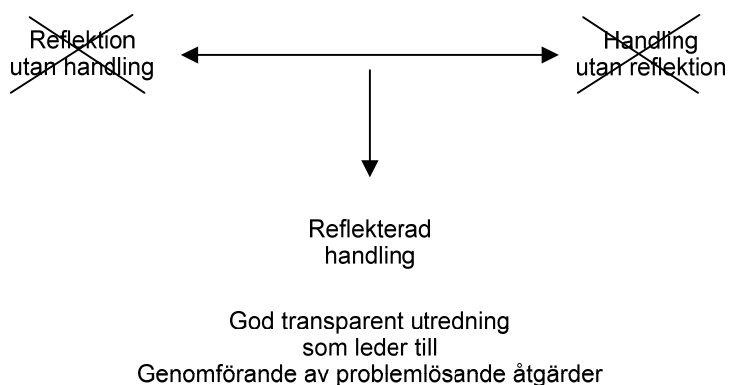 Reflektion
utan handling
Handling
utan reflektion
Reflekterad
handling
God transparent utredning
som leder till
Genomförande av problemlösande åtgärder